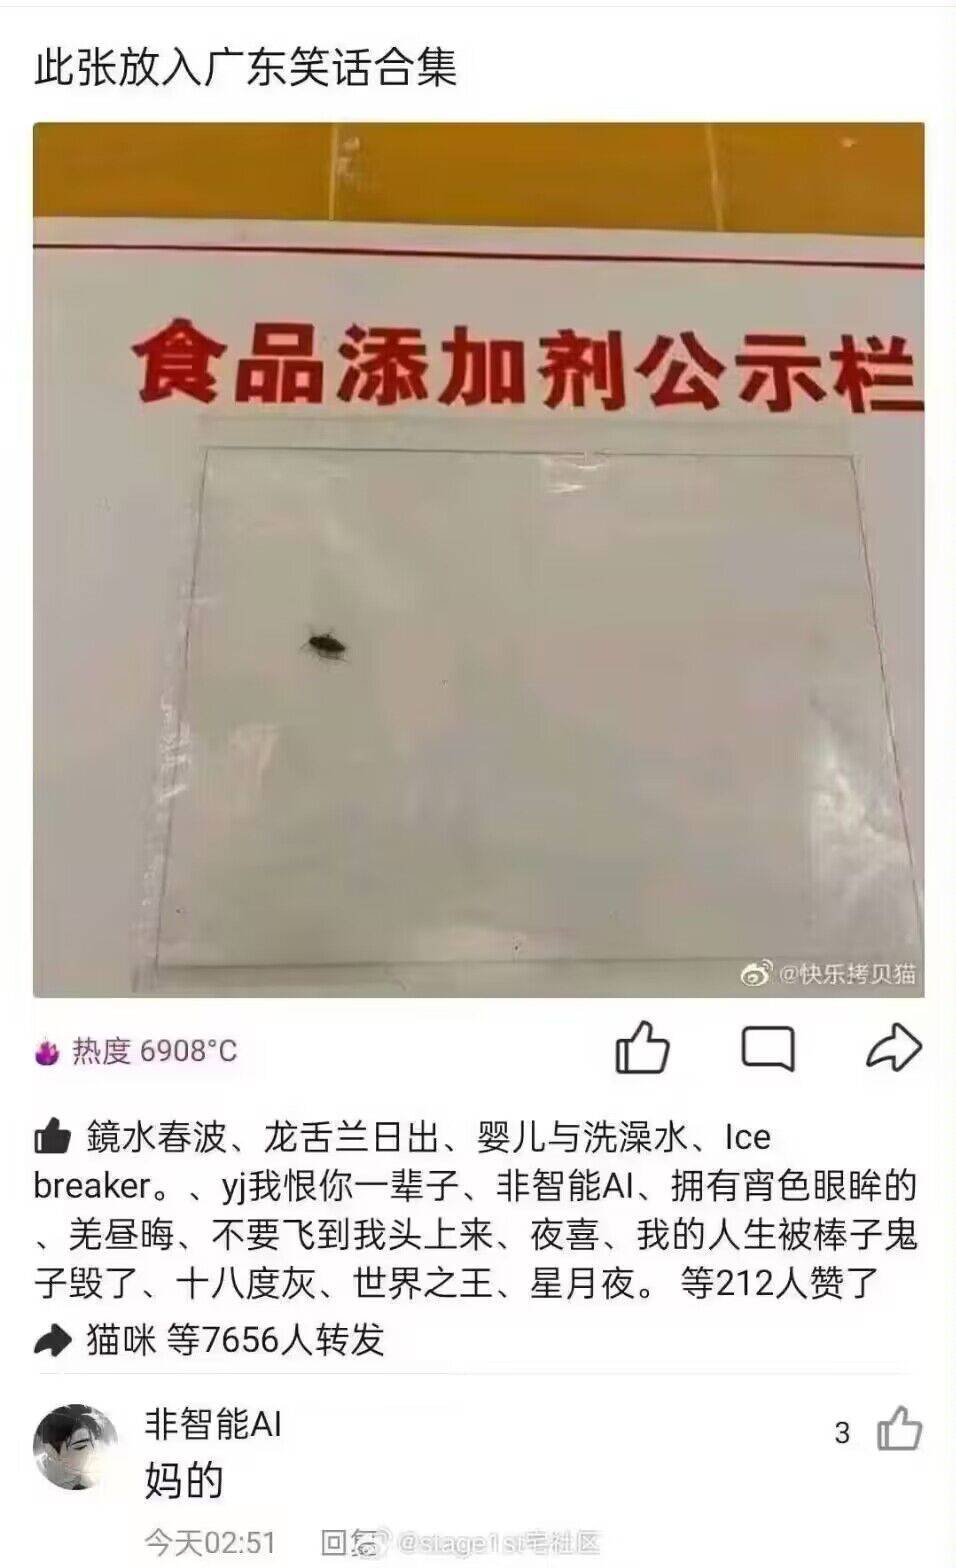 此张放入广东笑话合集
食品添加剂公示栏
@快乐拷贝猫
热度 6908°C
鏡水春波、龙舌兰日出、婴儿与洗澡水、Ice
breaker。、yj我恨你一辈子、非智能AI、拥有宵色眼眸的
、羌昼晦、不要飞到我头上来、夜喜、我的人生被棒子鬼
子毁了、十八度灰、世界之王、星月夜。 等212人赞了
猫咪 等7656人转发
非智能AI
3
妈的
今天02:51 回复 @stage1st宅社区